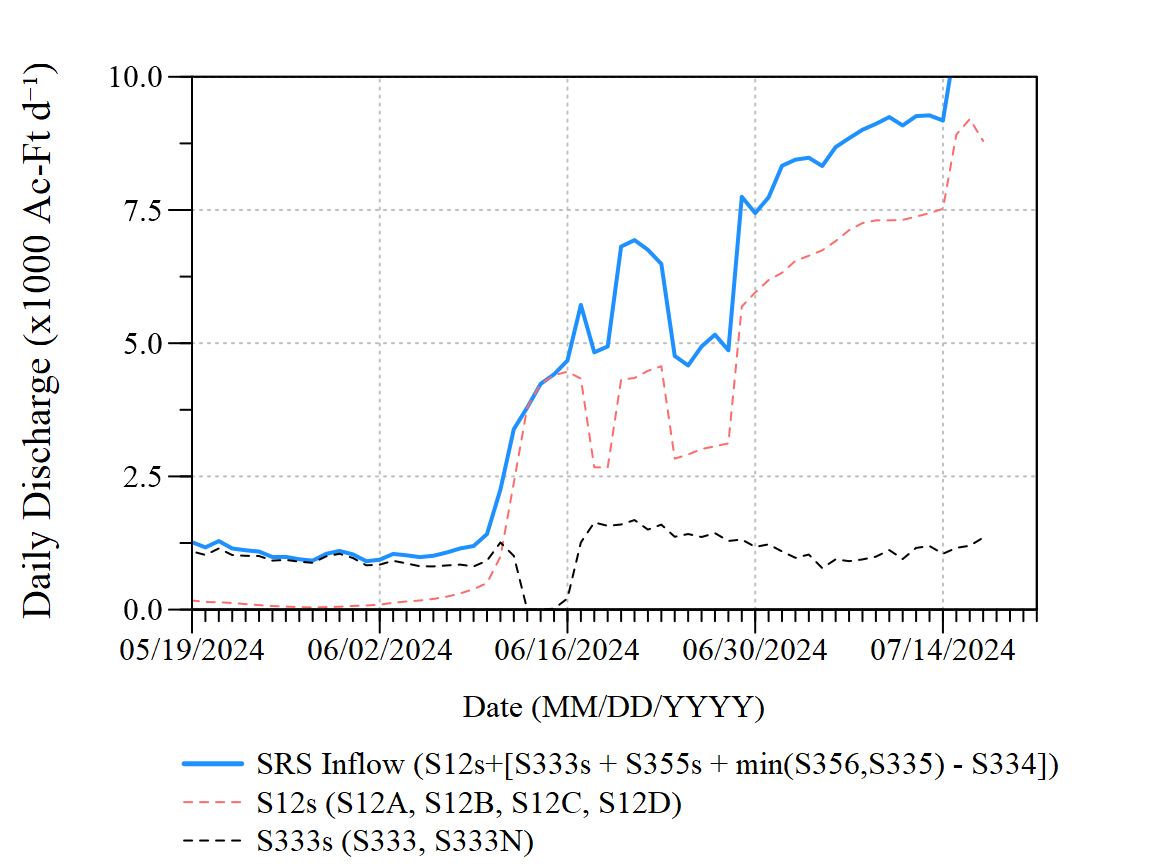 Daily Discharge (x1000 Ac-Ft d⁻¹)
10.0
7.5
5.0
2.5
0.0
05/19/2024 06/02/2024 06/16/2024 06/30/2024 07/14/2024
Date (MM/DD/YYYY)
SRS Inflow (S12s+[S333s + S355s + min(S356,S335) - S334])
S12s (S12A, S12B, S12C, S12D)
S333s (S333, S333N)